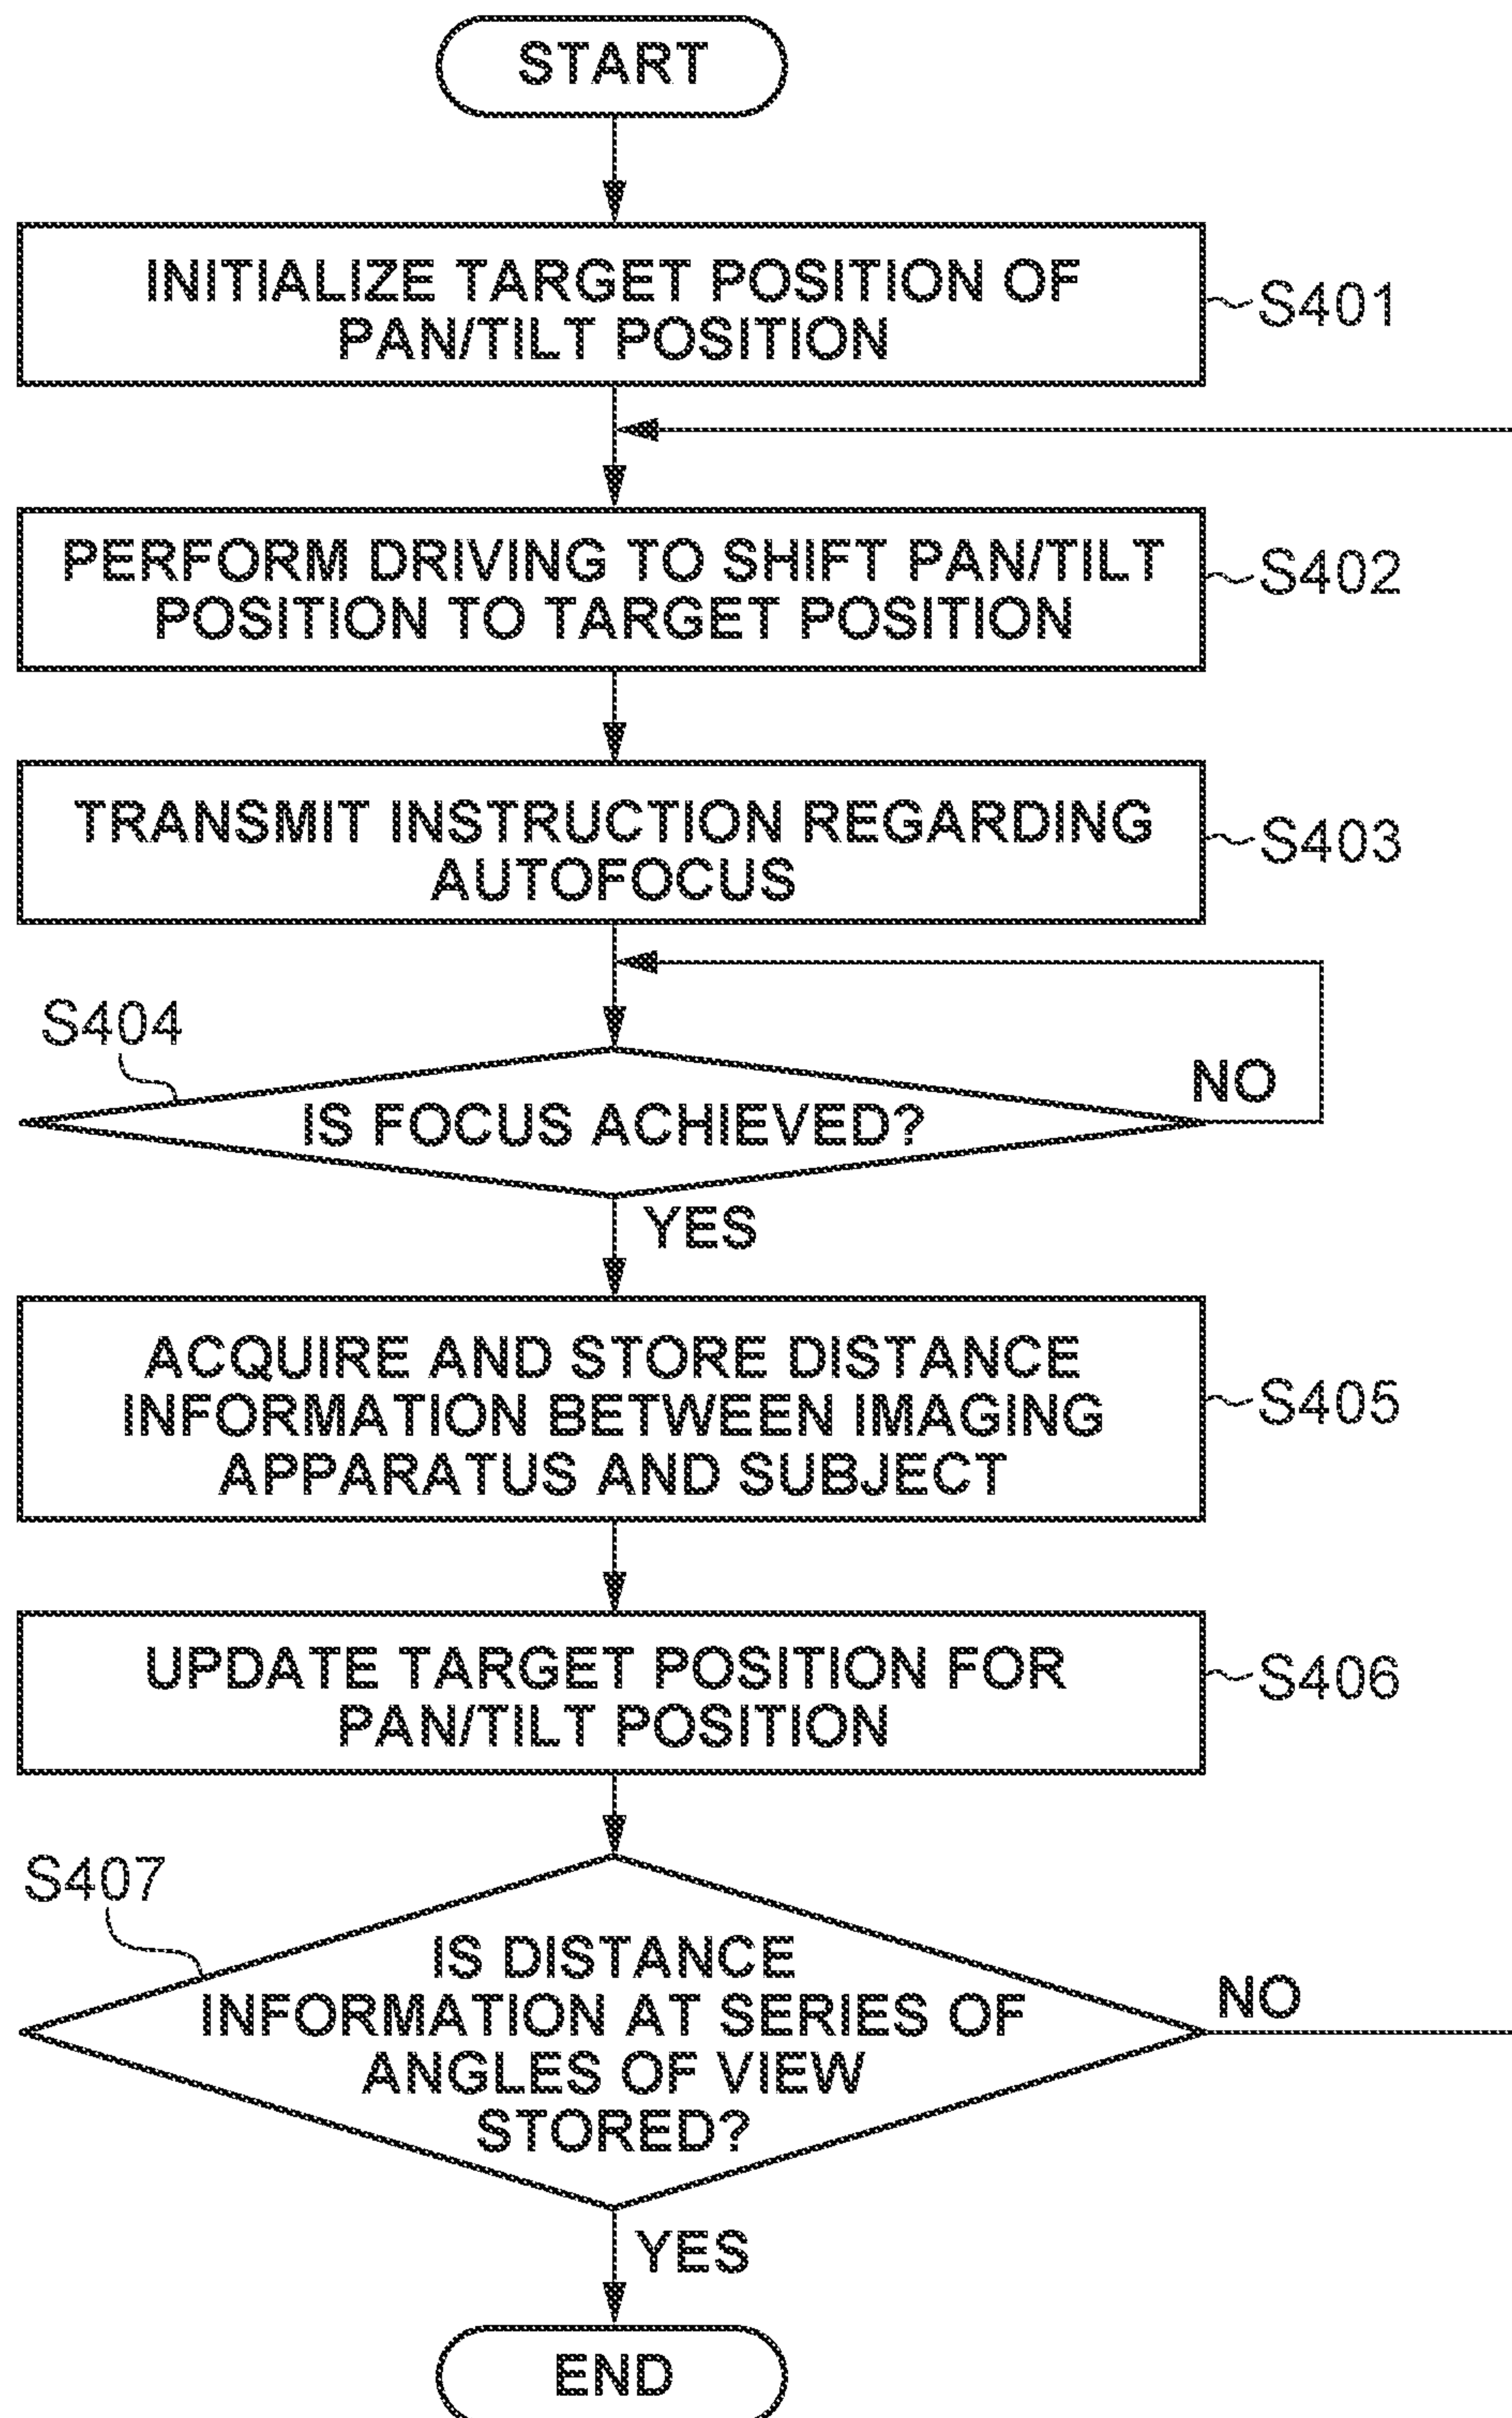 START
INITIALIZE TARGET POSITION OF
PAN/TILT POSITION
S401
PERFORM DRIVING TO SHIFT PAN/TILT
POSITION TO TARGET POSITION
S402
TRANSMIT INSTRUCTION REGARDING
AUTOFOCUS
S403
S404
IS FOCUS ACHIEVED?
NO
YES
ACQUIRE AND STORE DISTANCE
INFORMATION BETWEEN IMAGING
APPARATUS AND SUBJECT
S405
UPDATE TARGET POSITION FOR
PAN/TILT POSITION
S406
S407
IS DISTANCE
INFORMATION AT SERIES OF
ANGLES OF VIEW
STORED?
NO
YES
END